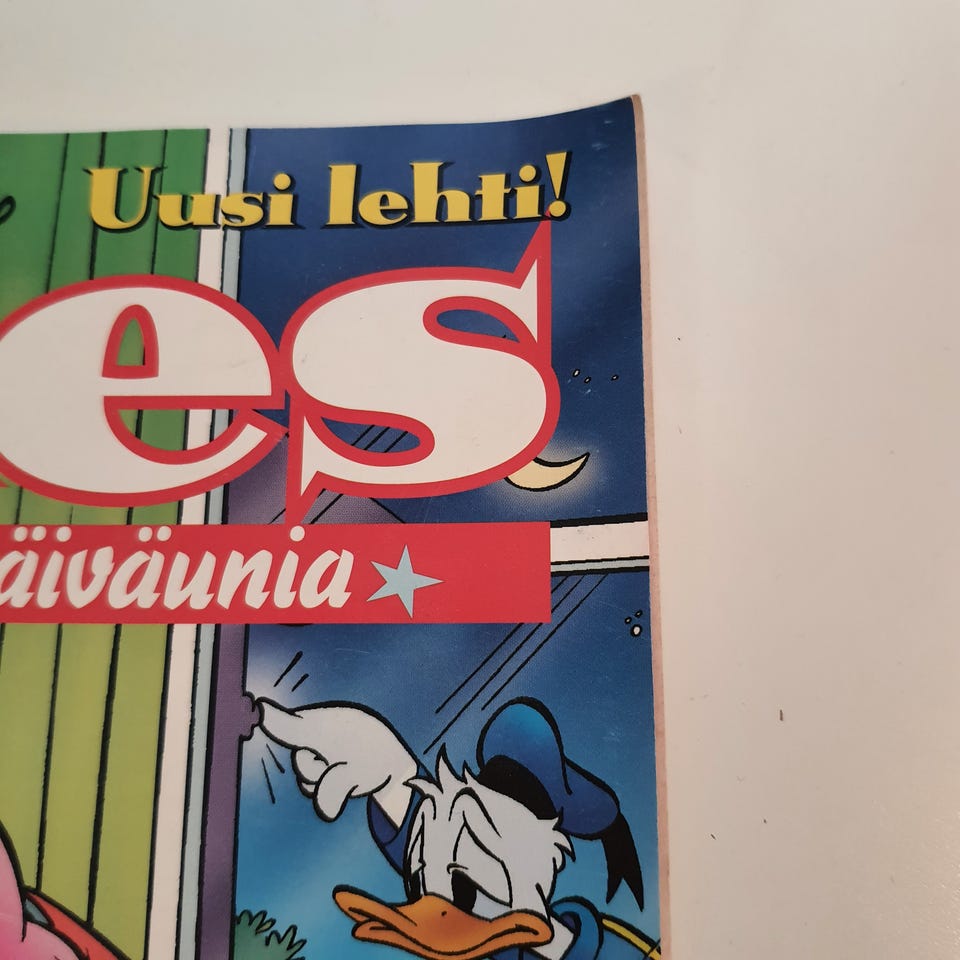 Uusi lehti!
es
äiväunia